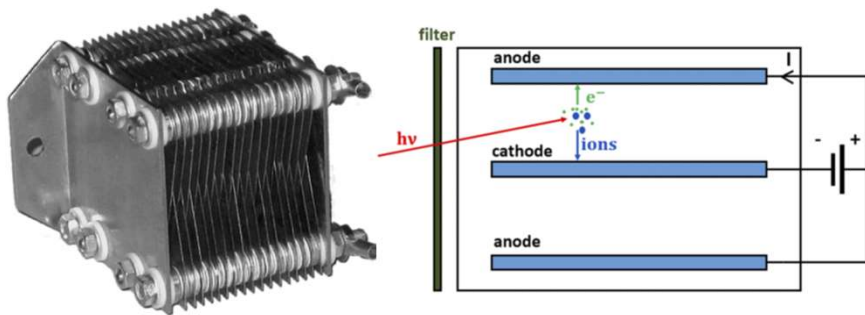 filter
anode
I
e⁻
hν
ions
cathode
- +
anode